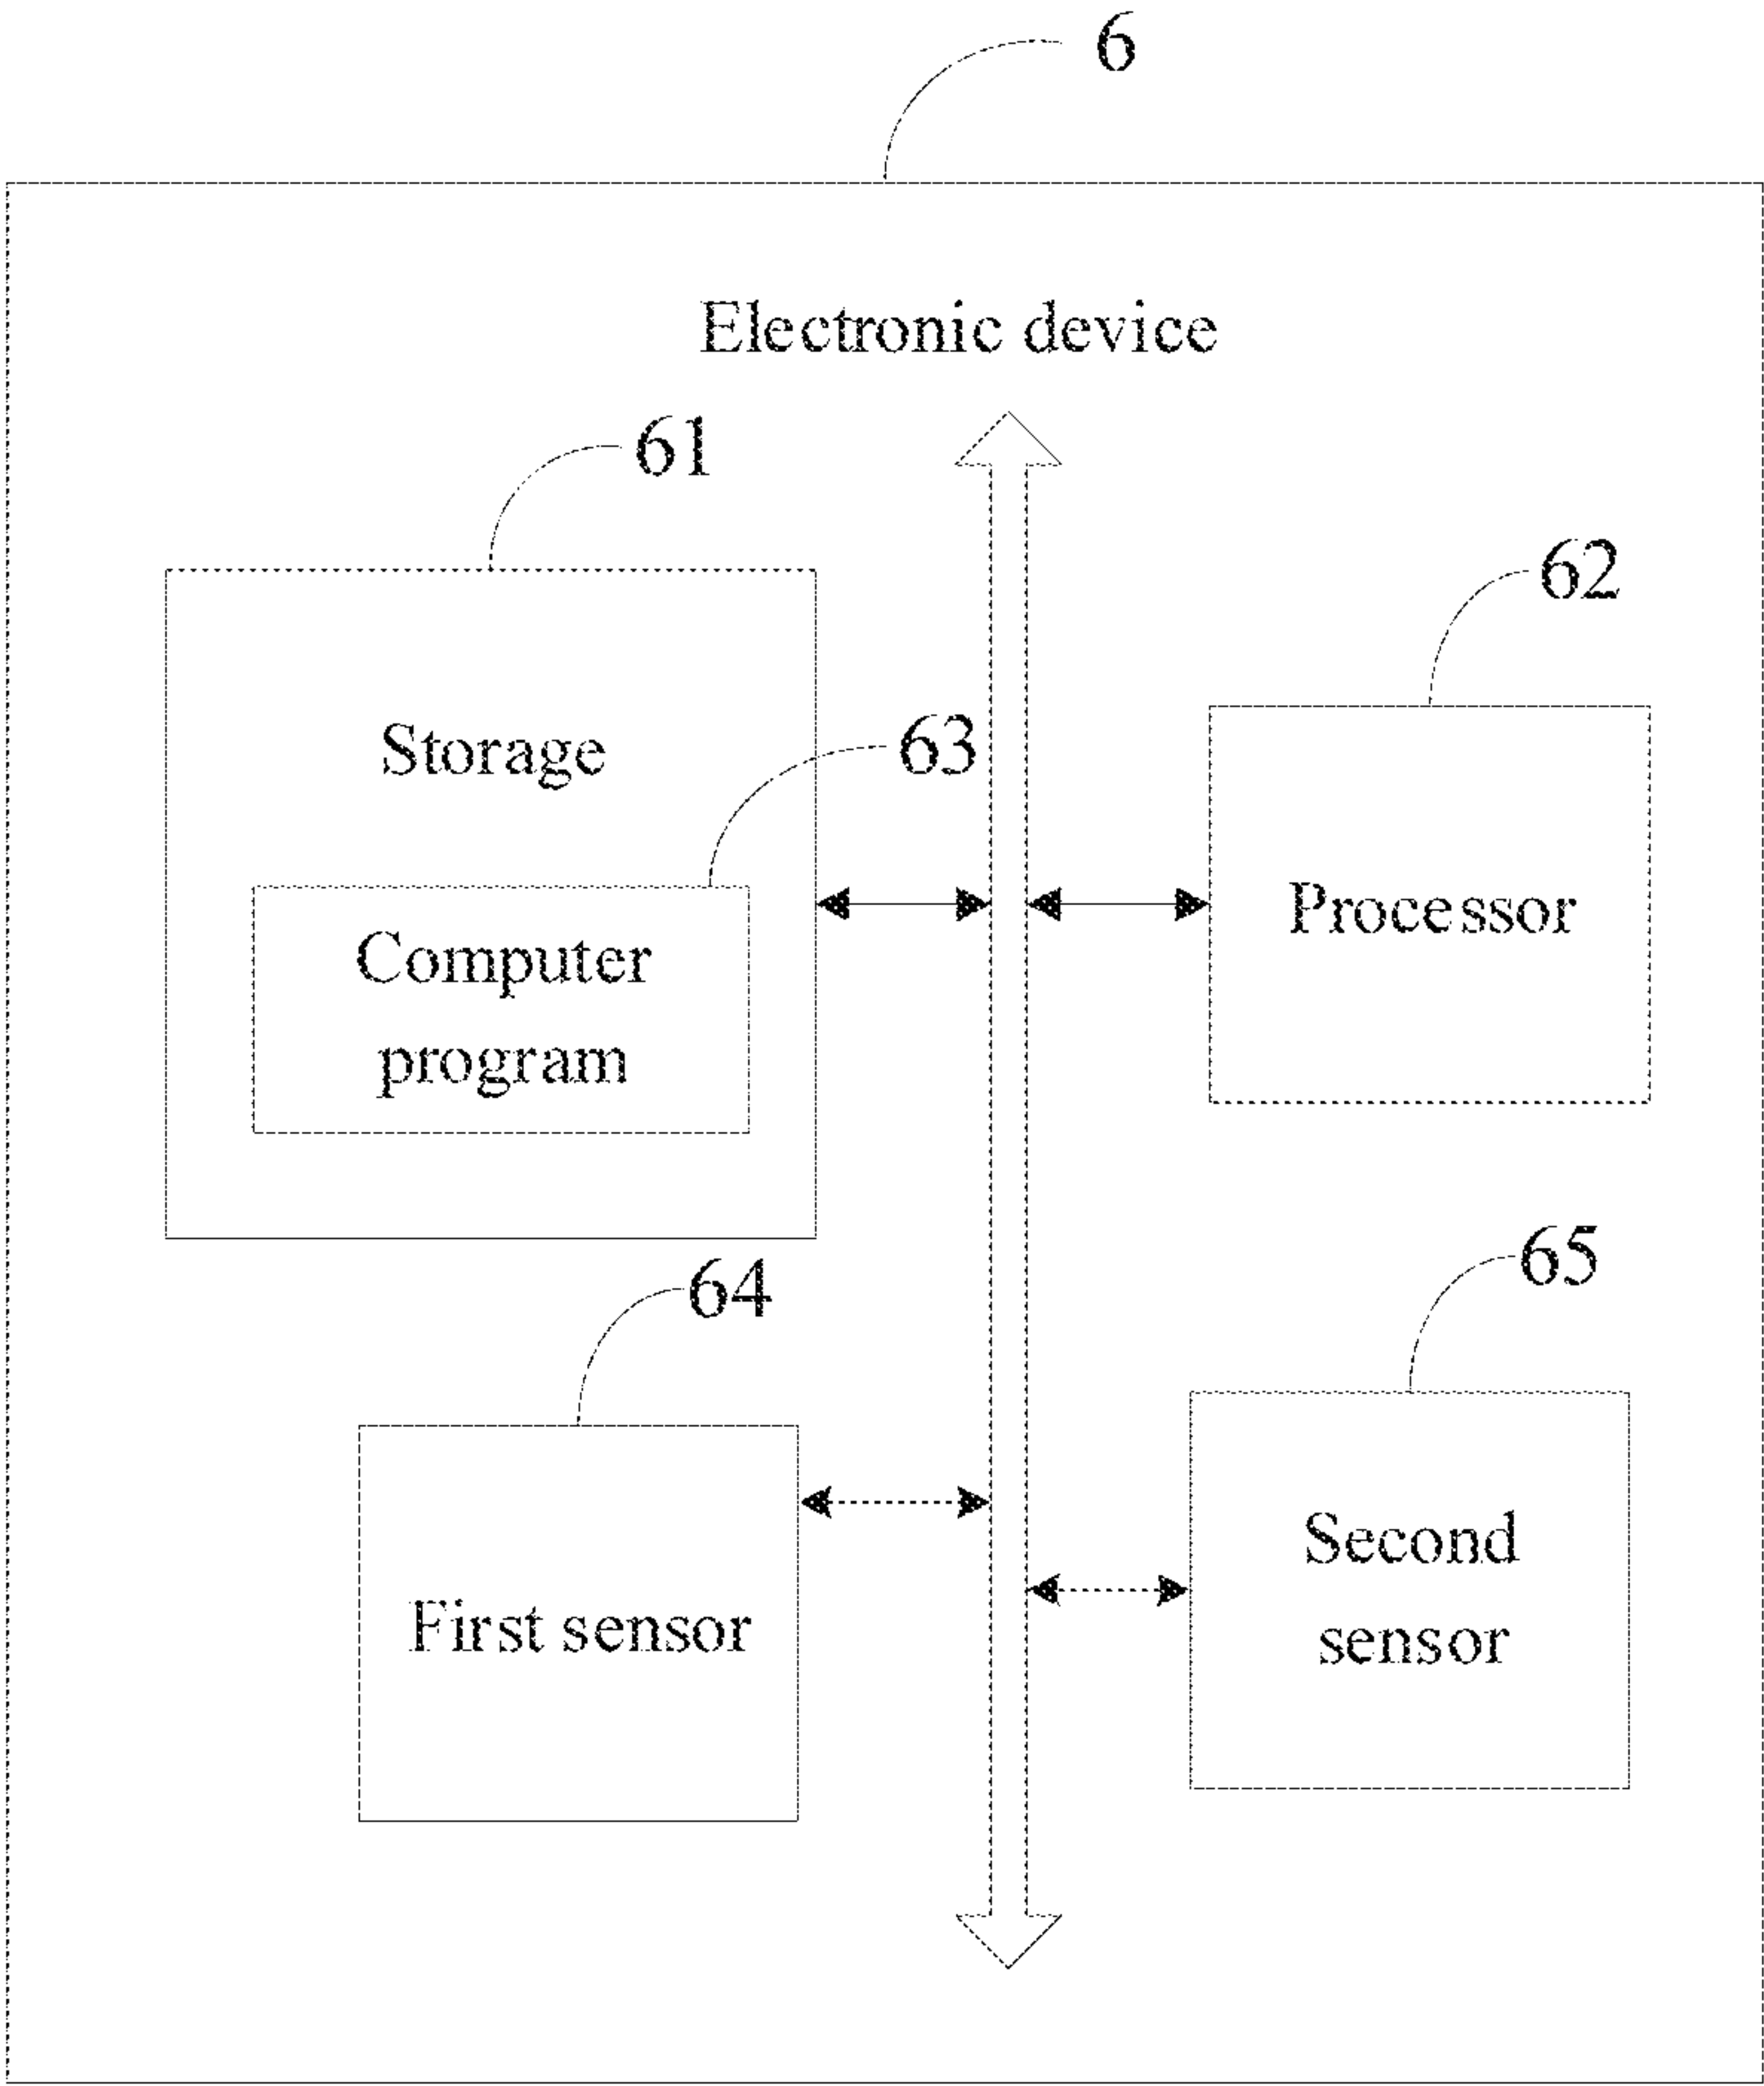 6
Electronic device
61
62
Storage
63
Processor
Computer
program
64
65
First sensor
Second
sensor